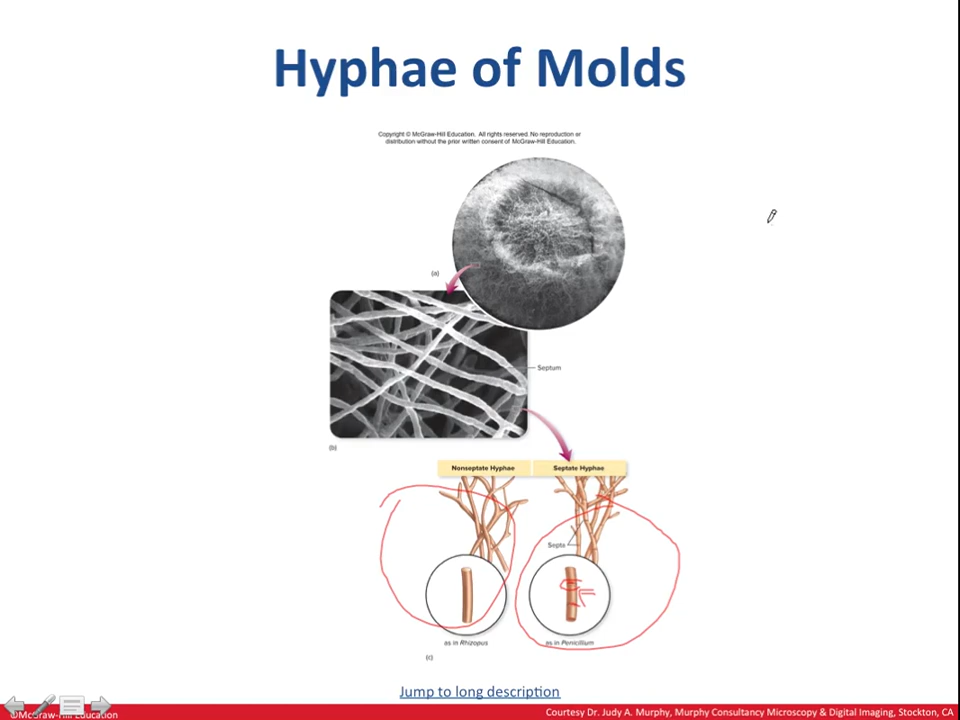 Hyphae of Molds
Copyright © McGraw-Hill Education. All rights reserved. No reproduction or
distribution without the prior written consent of McGraw-Hill Education.
(a)
Septum
(b)
Nonseptate Hyphae
Septate Hyphae
Septa
as in Rhizopus
as in Penicillium
(c)
Jump to long description
©McGraw-Hill Education
Courtesy Dr. Judy A. Murphy, Murphy Consultancy Microscopy & Digital Imaging, Stockton, CA